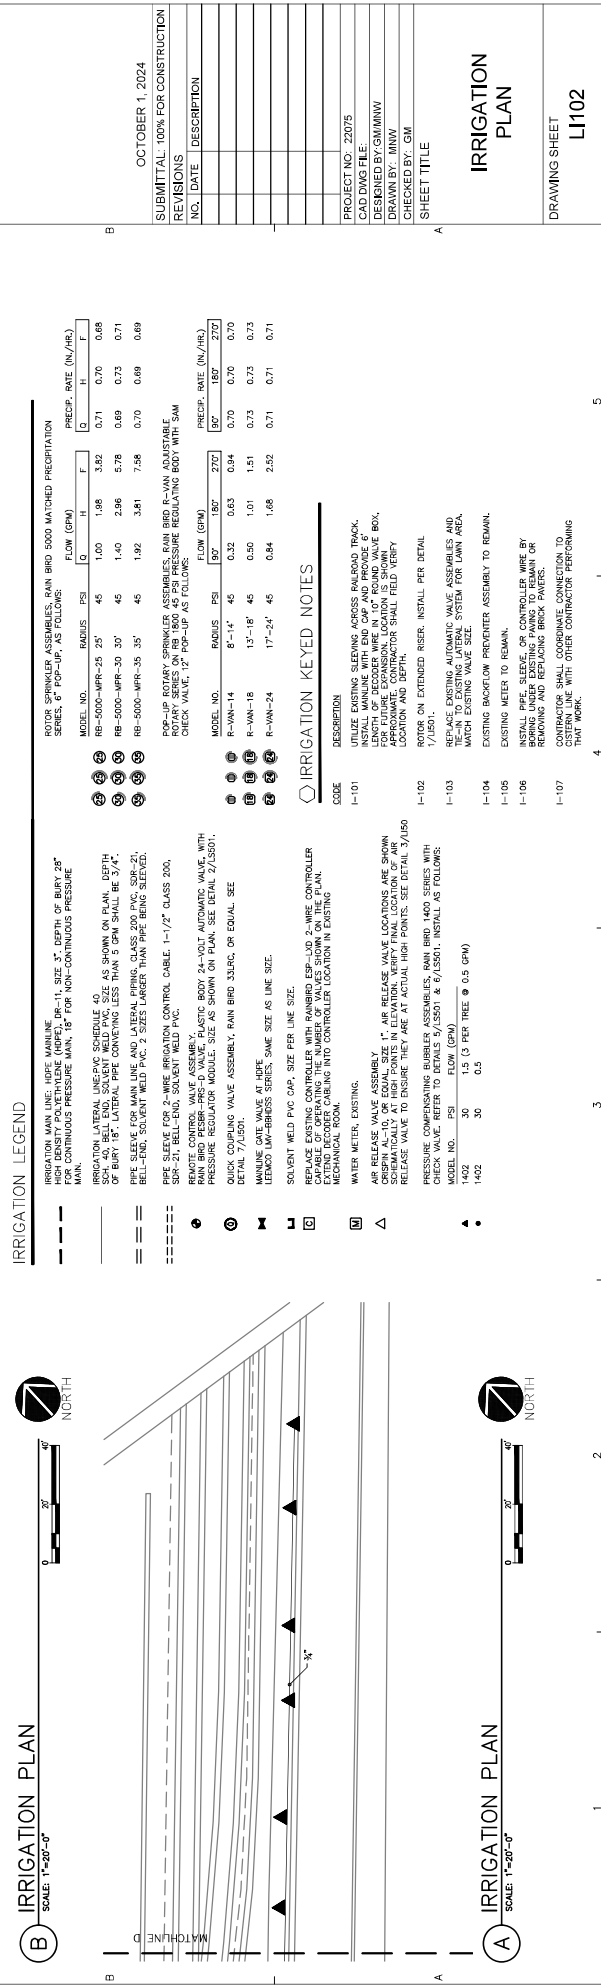 B
IRRIGATION PLAN
SCALE: 1"=20'-0"
0 20' 40'
NORTH
MATCHLINE D
3/4"
A
IRRIGATION PLAN
SCALE: 1"=20'-0"
0 20' 40'
NORTH
IRRIGATION LEGEND
IRRIGATION MAIN LINE: HDPE MAINLINE
HIGH DENSITY POLYETHYLENE (HDPE), DR-11, SIZE 3". DEPTH OF BURY 28"
FOR CONTINUOUS PRESSURE MAIN, 18" FOR NON-CONTINUOUS PRESSURE
MAIN.
IRRIGATION LATERAL LINE:PVC SCHEDULE 40
SCH. 40, BELL END, SOLVENT WELD PVC, SIZE AS SHOWN ON PLAN. DEPTH
OF BURY 18". LATERAL PIPE CONVEYING LESS THAN 5 GPM SHALL BE 3/4".
PIPE SLEEVE FOR MAIN LINE AND LATERAL PIPING, CLASS 200 PVC, SDR-21,
BELL-END, SOLVENT WELD PVC. 2 SIZES LARGER THAN PIPE BEING SLEEVED.
PIPE SLEEVE FOR 2-WIRE IRRIGATION CONTROL CABLE. 1-1/2" CLASS 200,
SDR-21, BELL-END, SOLVENT WELD PVC.
REMOTE CONTROL VALVE ASSEMBLY.
RAIN BIRD PESBR-PRS-D VALVE, PLASTIC BODY 24-VOLT AUTOMATIC VALVE, WITH
PRESSURE REGULATOR MODULE. SIZE AS SHOWN ON PLAN. SEE DETAIL 2/LS501.
QUICK COUPLING VALVE ASSEMBLY, RAIN BIRD 33LRC, OR EQUAL. SEE
DETAIL 7/LI501.
MAINLINE GATE VALVE AT HDPE
LEEMCO LMV-BBHDSS SERIES, SAME SIZE AS LINE SIZE.
SOLVENT WELD PVC CAP, SIZE PER LINE SIZE.
C REPLACE EXISTING CONTROLLER WITH RAINBIRD ESP-LXD 2-WIRE CONTROLLER
CAPABLE OF OPERATING THE NUMBER OF VALVES SHOWN ON THE PLAN.
EXTEND DECODER CABLING INTO CONTROLLER LOCATION IN EXISTING
MECHANICAL ROOM.
M WATER METER, EXISTING.
AIR RELEASE VALVE ASSEMBLY
CRISPIN AL-10, OR EQUAL, SIZE 1". AIR RELEASE VALVE LOCATIONS ARE SHOWN
SCHEMATICALLY AT HIGH POINTS IN ELEVATION. VERIFY FINAL LOCATION OF AIR
RELEASE VALVE TO ENSURE THEY ARE AT ACTUAL HIGH POINTS. SEE DETAIL 3/LI50
PRESSURE COMPENSATING BUBBLER ASSEMBLIES, RAIN BIRD 1400 SERIES WITH
CHECK VALVE. REFER TO DETAILS 5/LS501 & 6/LS501. INSTALL AS FOLLOWS:
MODEL NO. PSI FLOW (GPM)
1402 30 1.5 (3 PER TREE @ 0.5 GPM)
1402 30 0.5
ROTOR SPRINKLER ASSEMBLIES, RAIN BIRD 5000 MATCHED PRECIPITATION
SERIES, 6" POP-UP, AS FOLLOWS:
FLOW (GPM) PRECIP. RATE (IN./HR.)
MODEL NO. RADIUS PSI Q H F Q H F
25 25 25 RB-5000-MPR-25 25' 45 1.00 1.98 3.82 0.71 0.70 0.68
30 30 30 RB-5000-MPR-30 30' 45 1.40 2.96 5.78 0.69 0.73 0.71
35 35 35 RB-5000-MPR-35 35' 45 1.92 3.81 7.58 0.70 0.69 0.69
POP-UP ROTARY SPRINKLER ASSEMBLIES, RAIN BIRD R-VAN ADJUSTABLE
ROTARY SERIES ON RB 1800 45 PSI PRESSURE REGULATING BODY WITH SAM
CHECK VALVE, 12" POP-UP AS FOLLOWS:
FLOW (GPM) PRECIP. RATE (IN./HR.)
MODEL NO. RADIUS PSI 90° 180° 270° 90° 180° 270°
R-VAN-14 8'-14' 45 0.32 0.63 0.94 0.70 0.70 0.70
18 18 18 R-VAN-18 13'-18' 45 0.50 1.01 1.51 0.73 0.73 0.73
24 24 24 R-VAN-24 17'-24' 45 0.84 1.68 2.52 0.71 0.71 0.71
IRRIGATION KEYED NOTES
CODE DESCRIPTION
I-101 UTILIZE EXISTING SLEEVING ACROSS RAILROAD TRACK.
INSTALL MAINLINE WITH END CAP AND PROVIDE 6'
LENGTH OF DECODER WIRE IN 10" ROUND VALVE BOX,
FOR FUTURE EXPANSION. LOCATION IS SHOWN
APPROXIMATE, CONTRACTOR SHALL FIELD VERIFY
LOCATION AND DEPTH.
I-102 ROTOR ON EXTENDED RISER. INSTALL PER DETAIL
1/LI501.
I-103 REPLACE EXISTING AUTOMATIC VALVE ASSEMBLIES AND
TIE-IN TO EXISTING LATERAL SYSTEM FOR LAWN AREA.
MATCH EXISTING VALVE SIZE.
I-104 EXISTING BACKFLOW PREVENTER ASSEMBLY TO REMAIN.
I-105 EXISTING METER TO REMAIN.
I-106 INSTALL PIPE, SLEEVE, OR CONTROLLER WIRE BY
BORING UNDER EXISTING PAVING TO REMAIN OR
REMOVING AND REPLACING BRICK PAVERS.
I-107 CONTRACTOR SHALL COORDINATE CONNECTION TO
CISTERN LINE WITH OTHER CONTRACTOR PERFORMING
THAT WORK.
B
A
B
A
1
2
3
4
5
OCTOBER 1, 2024
SUBMITTAL: 100% FOR CONSTRUCTION
REVISIONS
NO. DATE DESCRIPTION
PROJECT NO: 22075
CAD DWG FILE:
DESIGNED BY:GM/MNW
DRAWN BY: MNW
CHECKED BY: GM
SHEET TITLE
IRRIGATION
PLAN
DRAWING SHEET
LI102